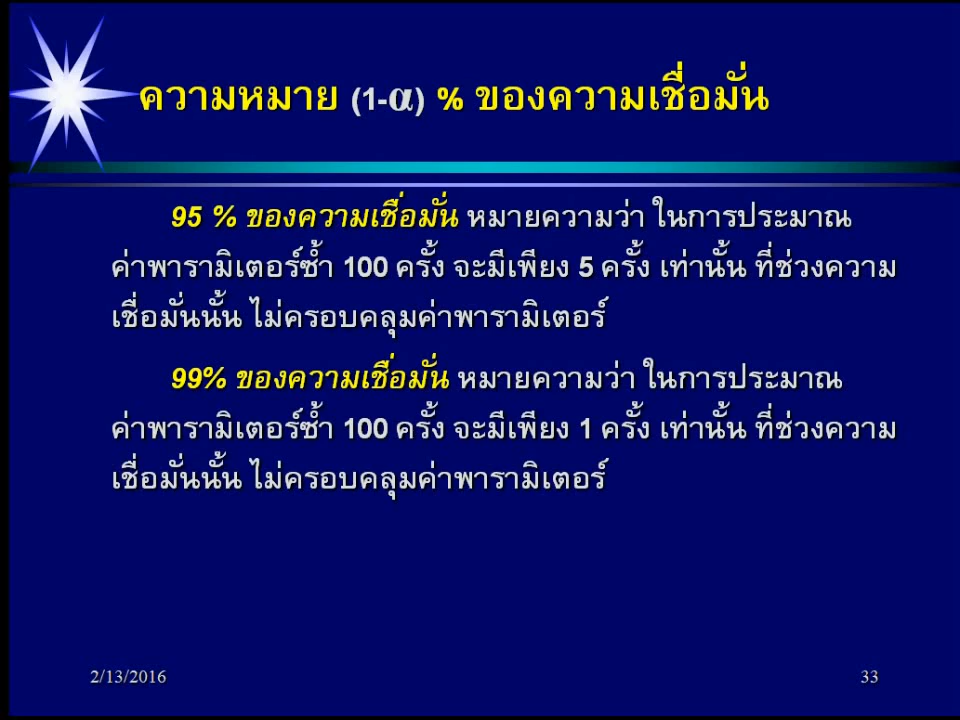 ความหมาย (1-α) % ของความเชื่อมั่น
95 % ของความเชื่อมั่น หมายความว่า ในการประมาณ
ค่าพารามิเตอร์ซ้ำ 100 ครั้ง จะมีเพียง 5 ครั้ง เท่านั้น ที่ช่วงความ
เชื่อมั่นนั้น ไม่ครอบคลุมค่าพารามิเตอร์
99% ของความเชื่อมั่น หมายความว่า ในการประมาณ
ค่าพารามิเตอร์ซ้ำ 100 ครั้ง จะมีเพียง 1 ครั้ง เท่านั้น ที่ช่วงความ
เชื่อมั่นนั้น ไม่ครอบคลุมค่าพารามิเตอร์
2/13/2016 33